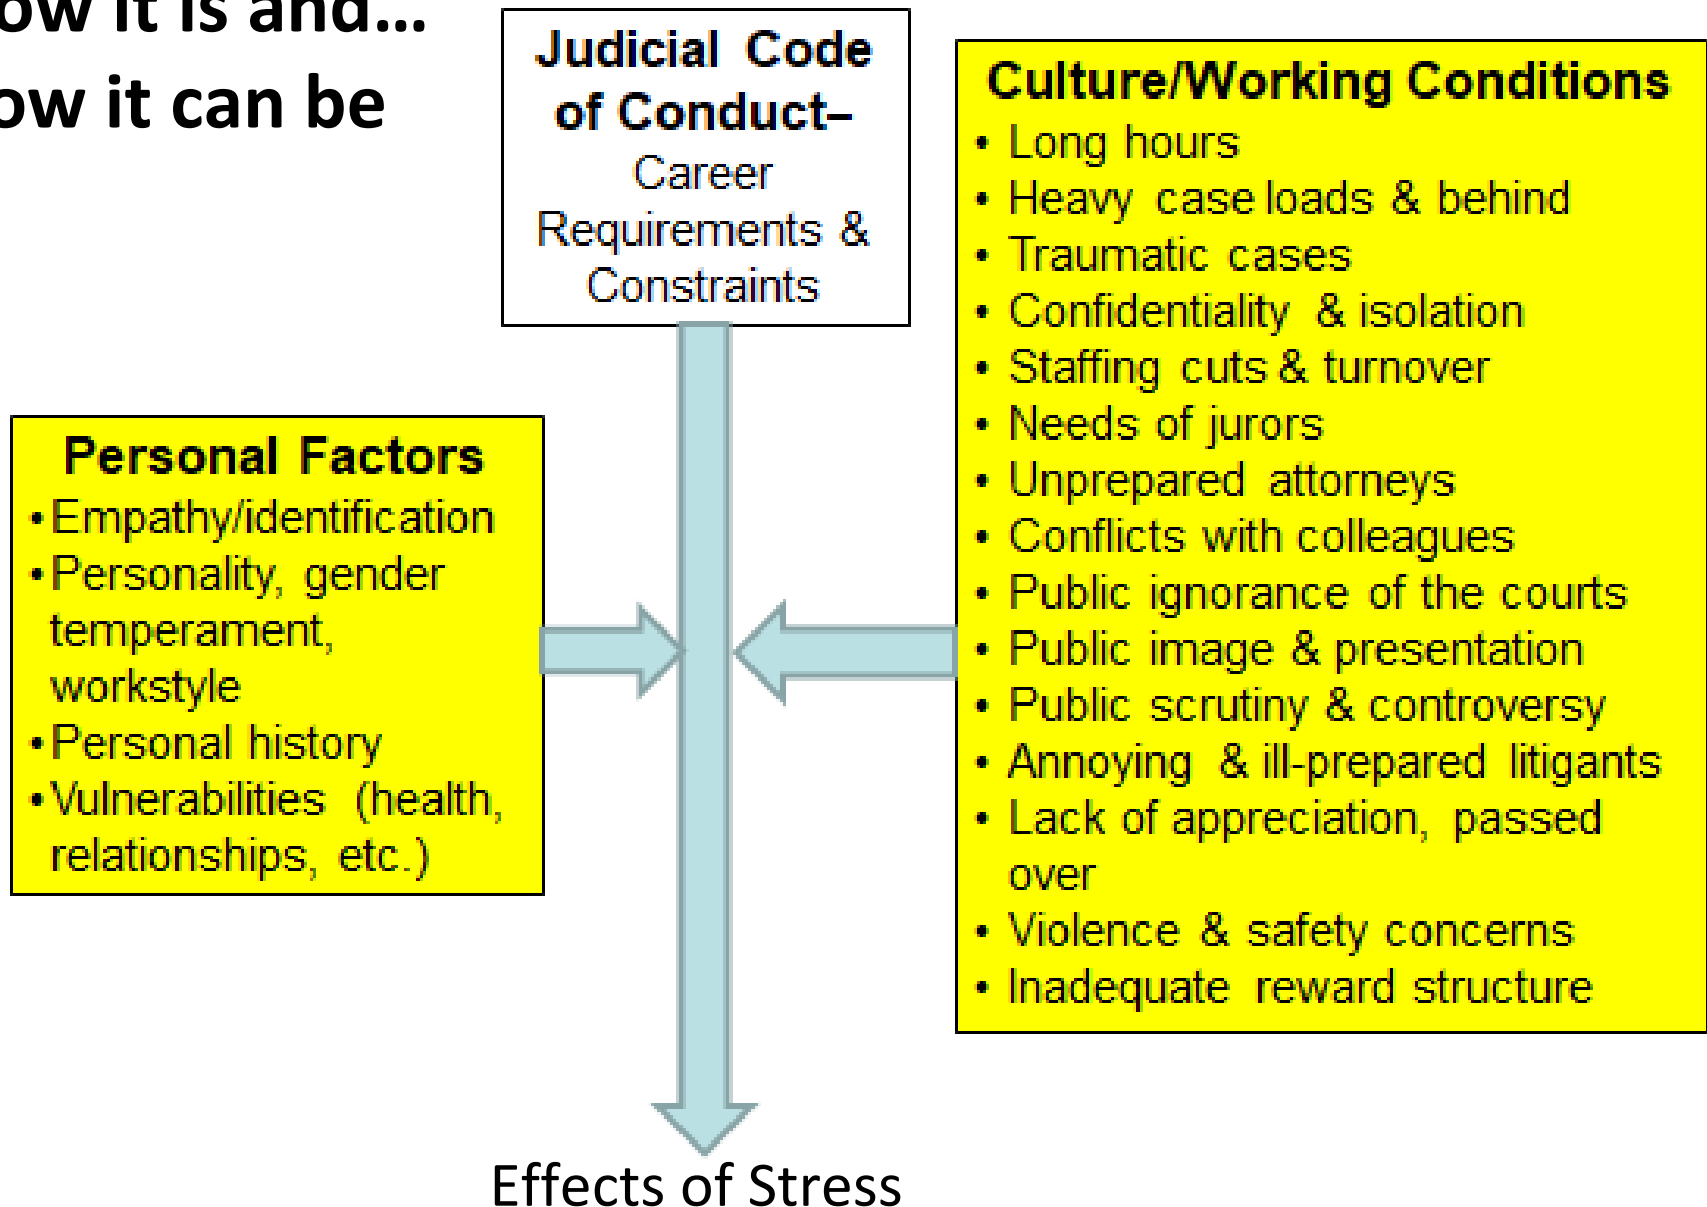 ow it is and...
ow it can be
Judicial Code
of Conduct–
Career
Requirements &
Constraints
Personal Factors
•Empathy/identification
•Personality, gender
temperament,
workstyle
•Personal history
•Vulnerabilities (health,
relationships, etc.)
Culture/Working Conditions
• Long hours
• Heavy case loads & behind
• Traumatic cases
• Confidentiality & isolation
• Staffing cuts & turnover
• Needs of jurors
• Unprepared attorneys
• Conflicts with colleagues
• Public ignorance of the courts
• Public image & presentation
• Public scrutiny & controversy
• Annoying & ill-prepared litigants
• Lack of appreciation, passed
over
• Violence & safety concerns
• Inadequate reward structure
Effects of Stress